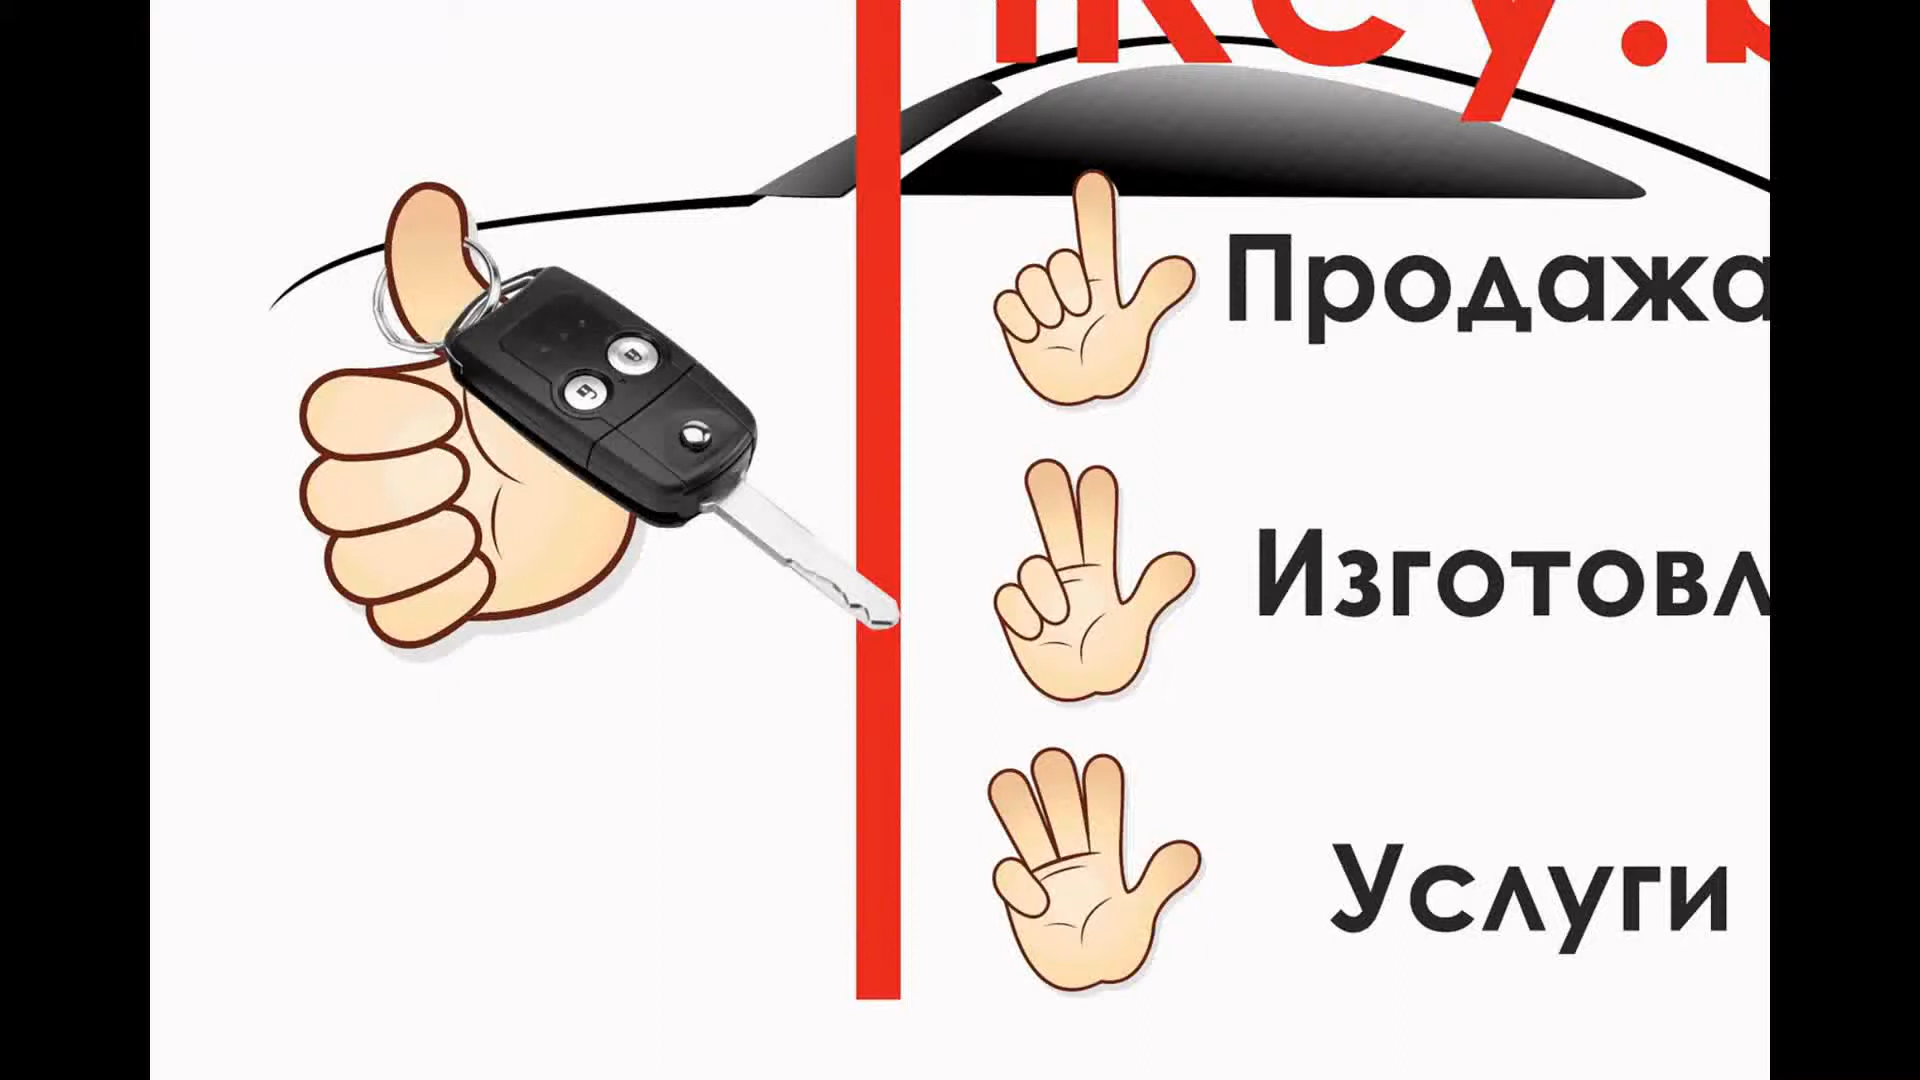 Продажа
Изготовл
Услуги